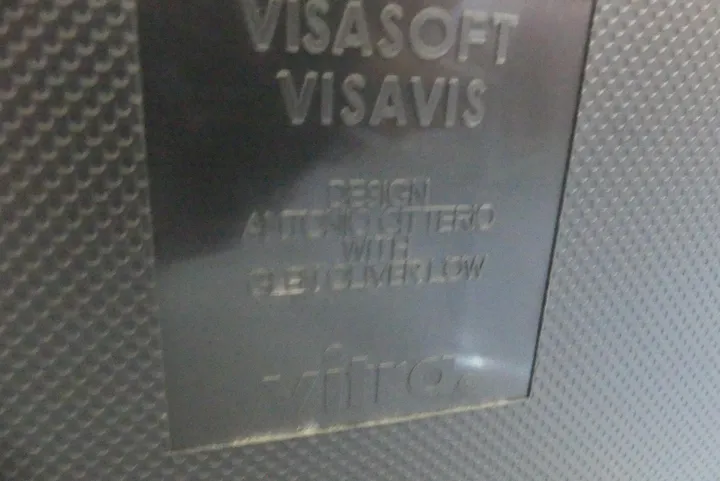 VISASOFT
VISAVIS
DESIGN
ANTONIO CITTERIO
WITH
GLEN OLIVER LOW
vitra.